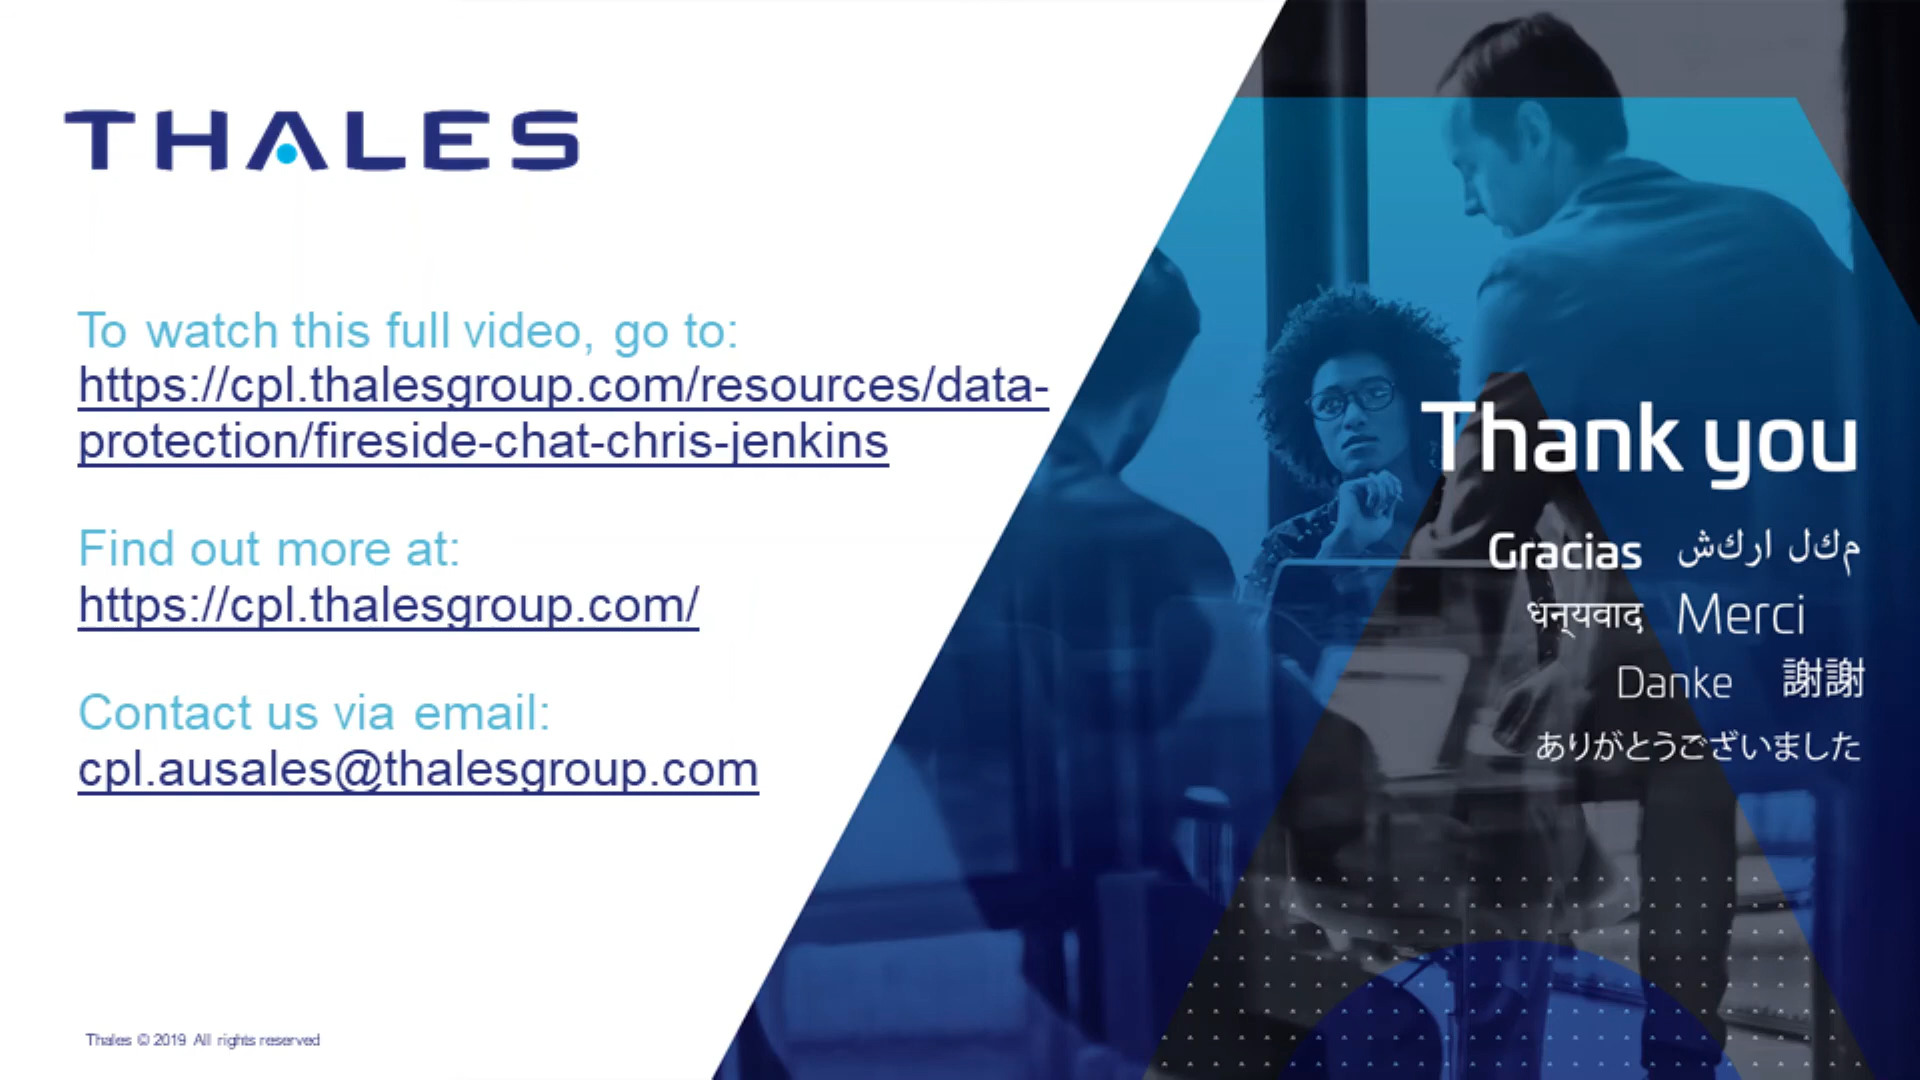 THALES
To watch this full video, go to:
https://cpl.thalesgroup.com/resources/data-
protection/fireside-chat-chris-jenkins
Find out more at:
https://cpl.thalesgroup.com/
Contact us via email:
cpl.ausales@thalesgroup.com
Thales © 2019 All rights reserved
Thank you
Gracias مكل اركش
धन्यवाद Merci
Danke 謝謝
ありがとうございました